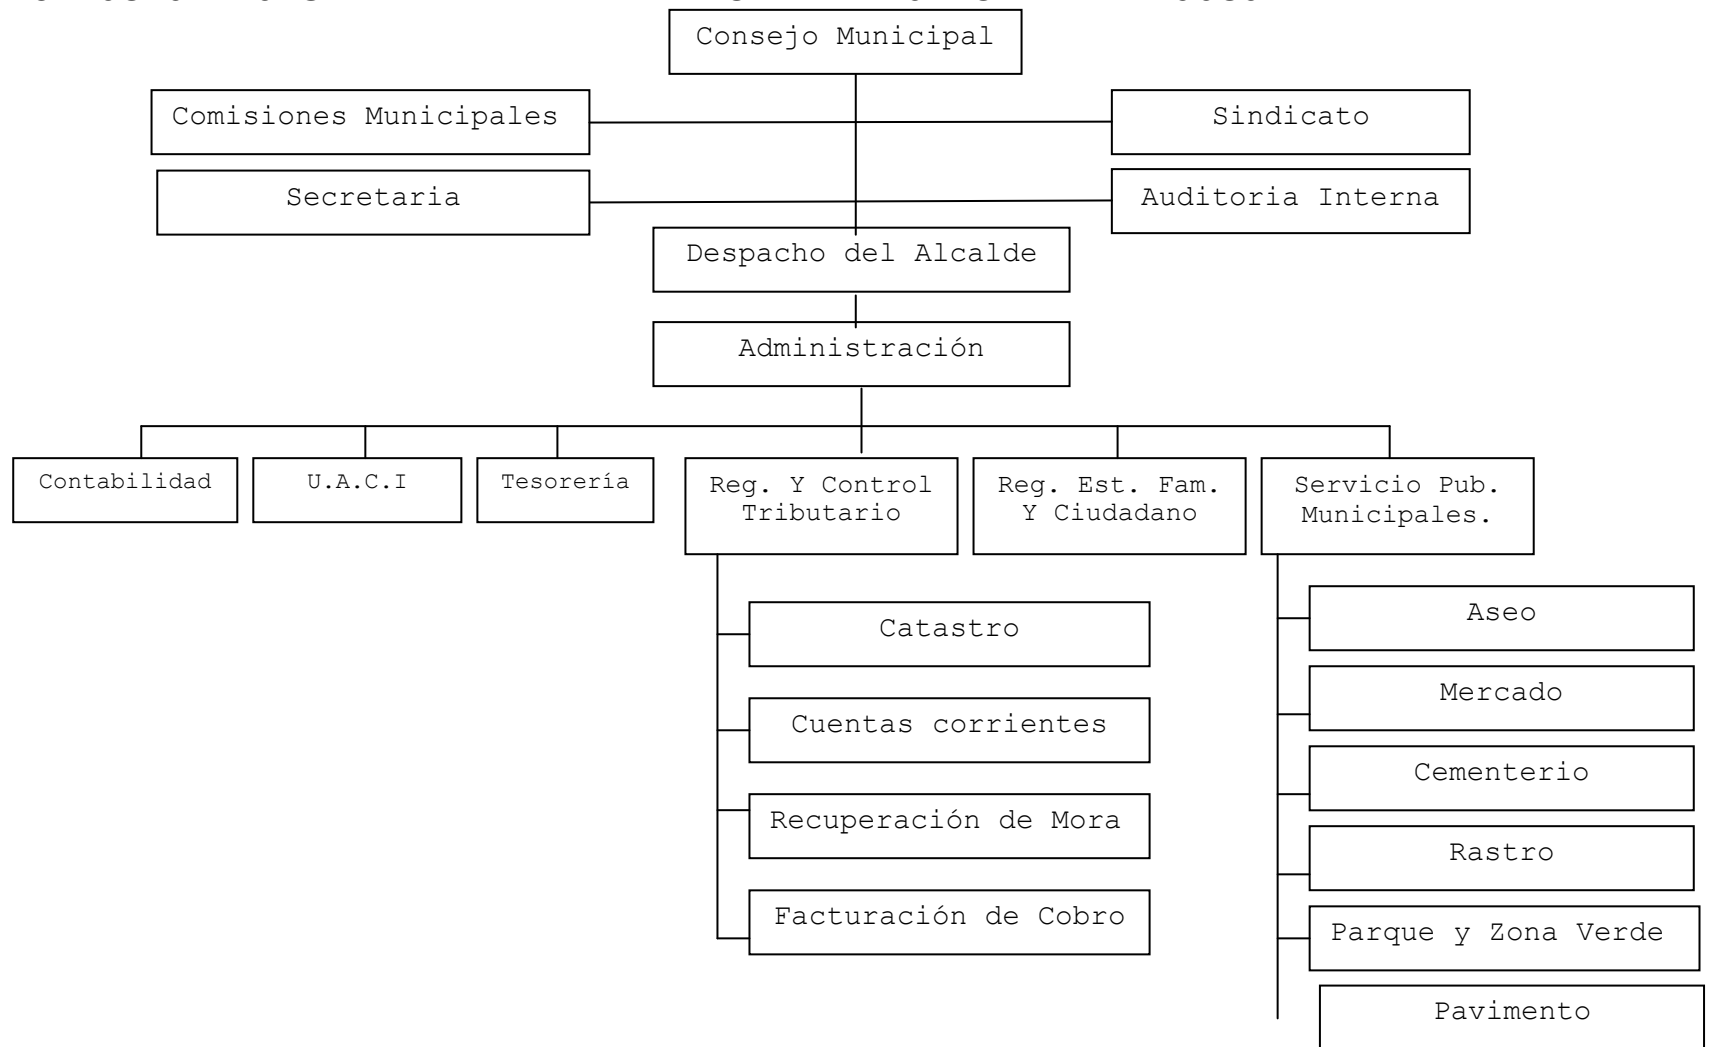 Consejo Municipal
Comisiones Municipales
Sindicato
Secretaria
Auditoria Interna
Despacho del Alcalde
Administración
Contabilidad
U.A.C.I
Tesorería
Reg. Y Control
Tributario
Reg. Est. Fam.
Y Ciudadano
Servicio Pub.
Municipales.
Catastro
Cuentas corrientes
Recuperación de Mora
Facturación de Cobro
Aseo
Mercado
Cementerio
Rastro
Parque y Zona Verde
Pavimento